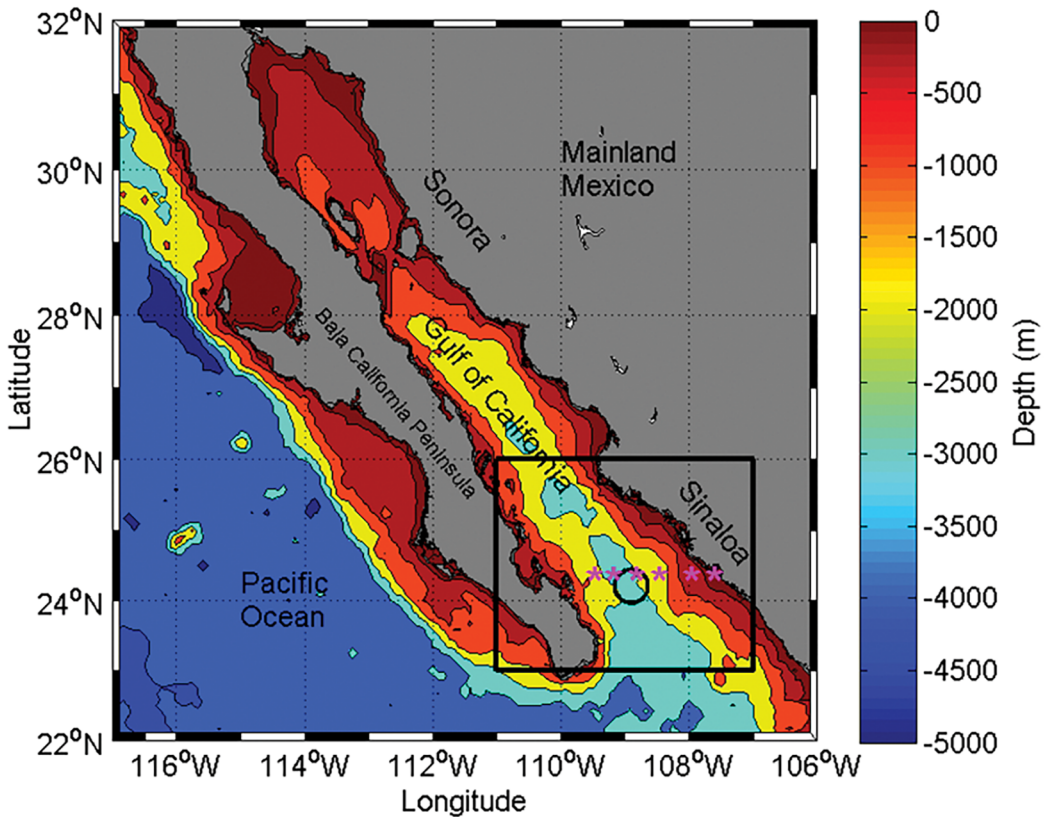 32°N
30°N
28°N
26°N
24°N
22°N
Latitude
116°W
114°W
112°W
110°W
108°W
106°W
Longitude
Mainland
Mexico
Sonora
Gulf of California
Baja California Peninsula
Sinaloa
Pacific
Ocean
* * * * * *
0
-500
-1000
-1500
-2000
-2500
-3000
-3500
-4000
-4500
-5000
Depth (m)